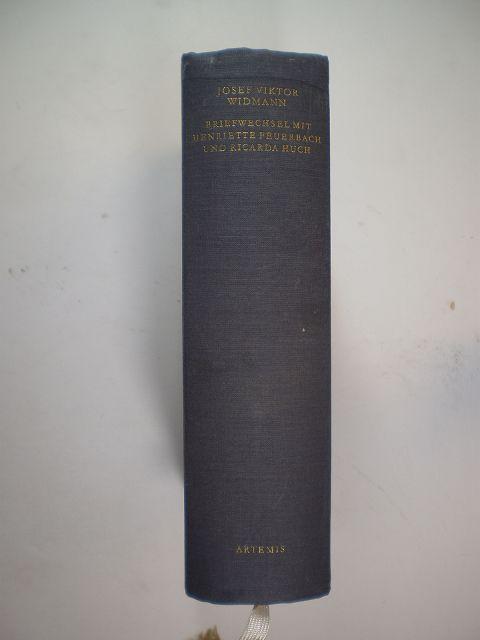 JOSEF VIKTOR
WIDMANN
BRIEFWECHSEL MIT
HENRIETTE FEUERBACH
UND RICARDA HUCH
ARTEMIS